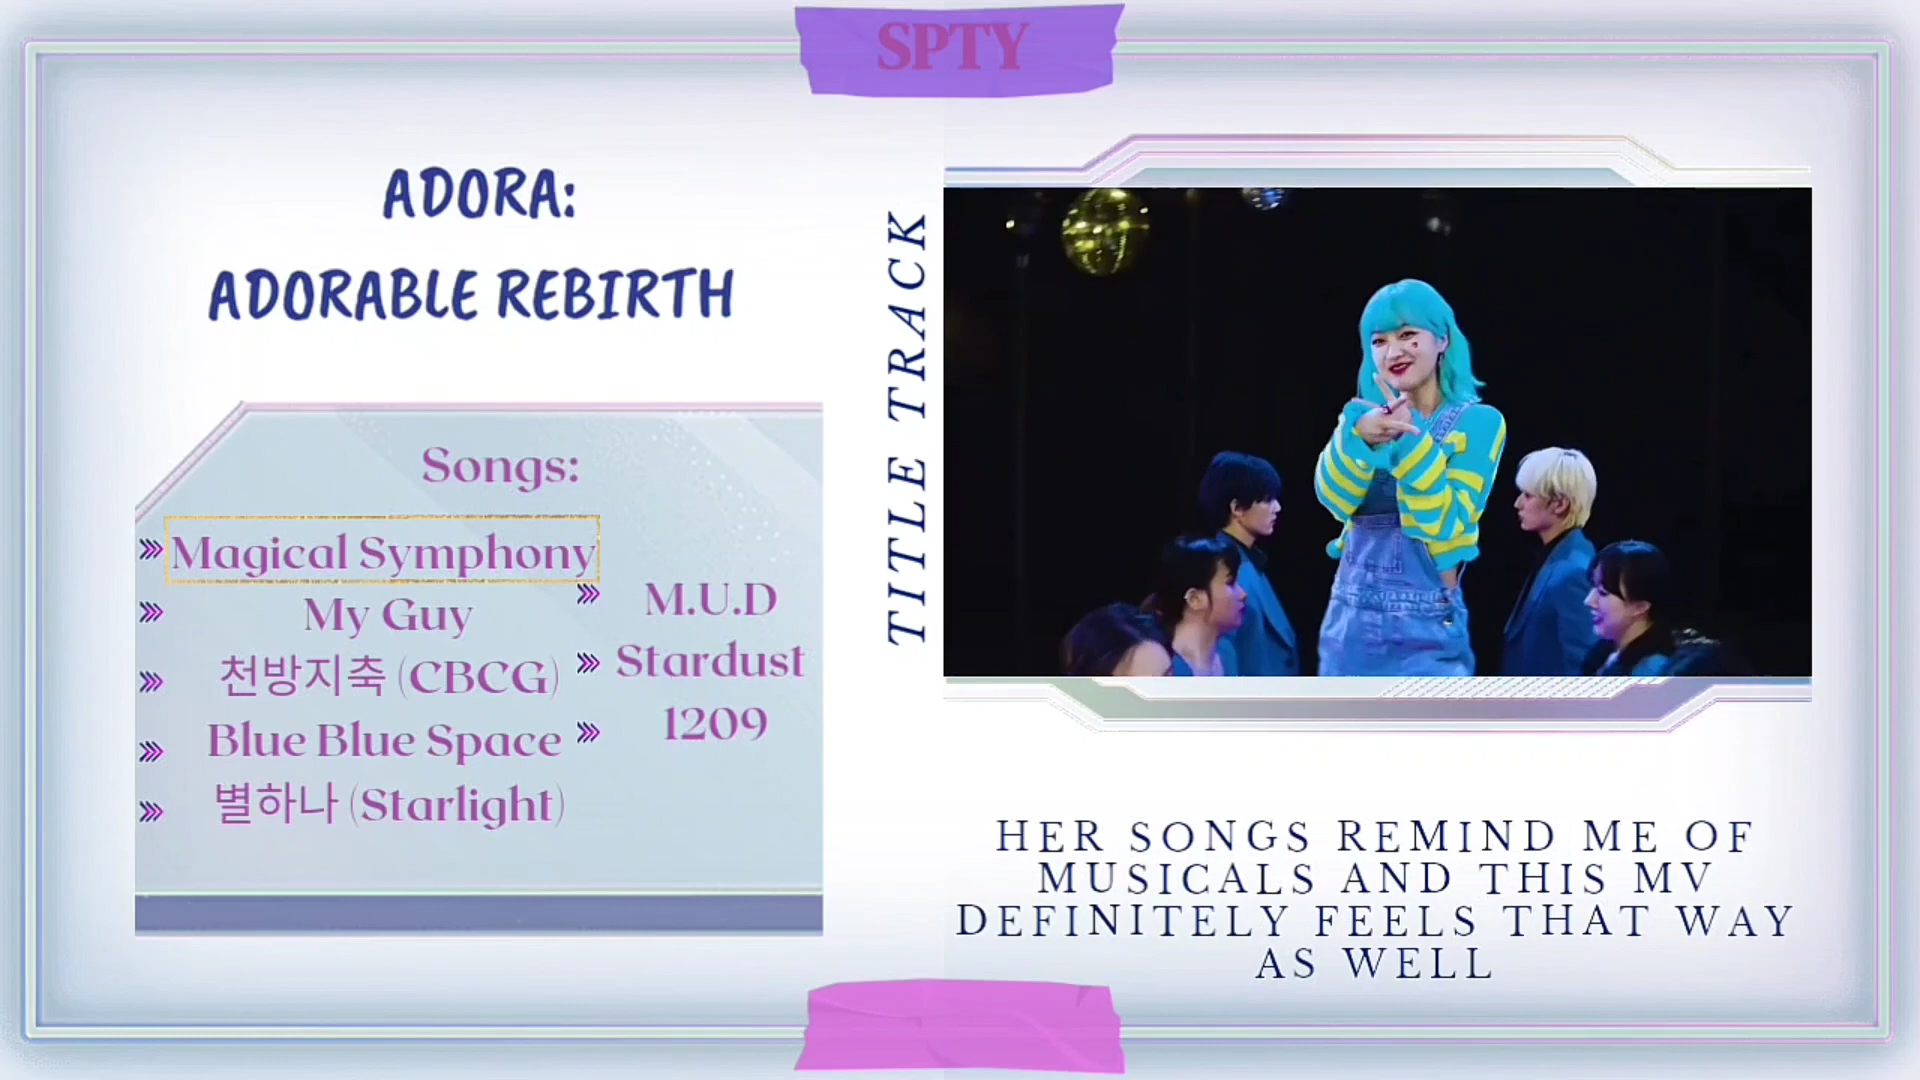 SPTY
ADORA:
ADORABLE REBIRTH
Songs:
Magical Symphony
My Guy
천방지축 (CBCG)
Blue Blue Space
별하나 (Starlight)
M.U.D
Stardust
1209
TITLE TRACK
HER SONGS REMIND ME OF
MUSICALS AND THIS MV
DEFINITELY FEELS THAT WAY
AS WELL